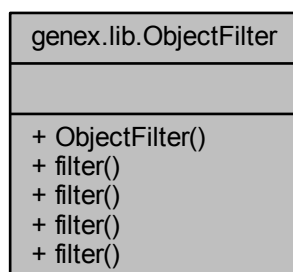 genex.lib.ObjectFilter
+ ObjectFilter()
+ filter()
+ filter()
+ filter()
+ filter()